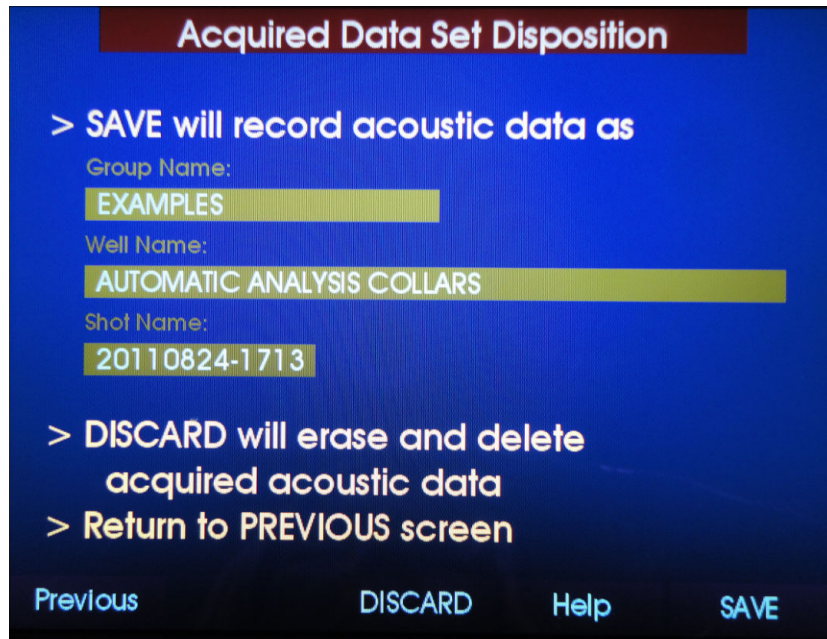 Acquired Data Set Disposition
> SAVE will record acoustic data as
Group Name:
EXAMPLES
Well Name:
AUTOMATIC ANALYSIS COLLARS
Shot Name:
20110824-1713
> DISCARD will erase and delete
acquired acoustic data
> Return to PREVIOUS screen
Previous DISCARD Help SAVE